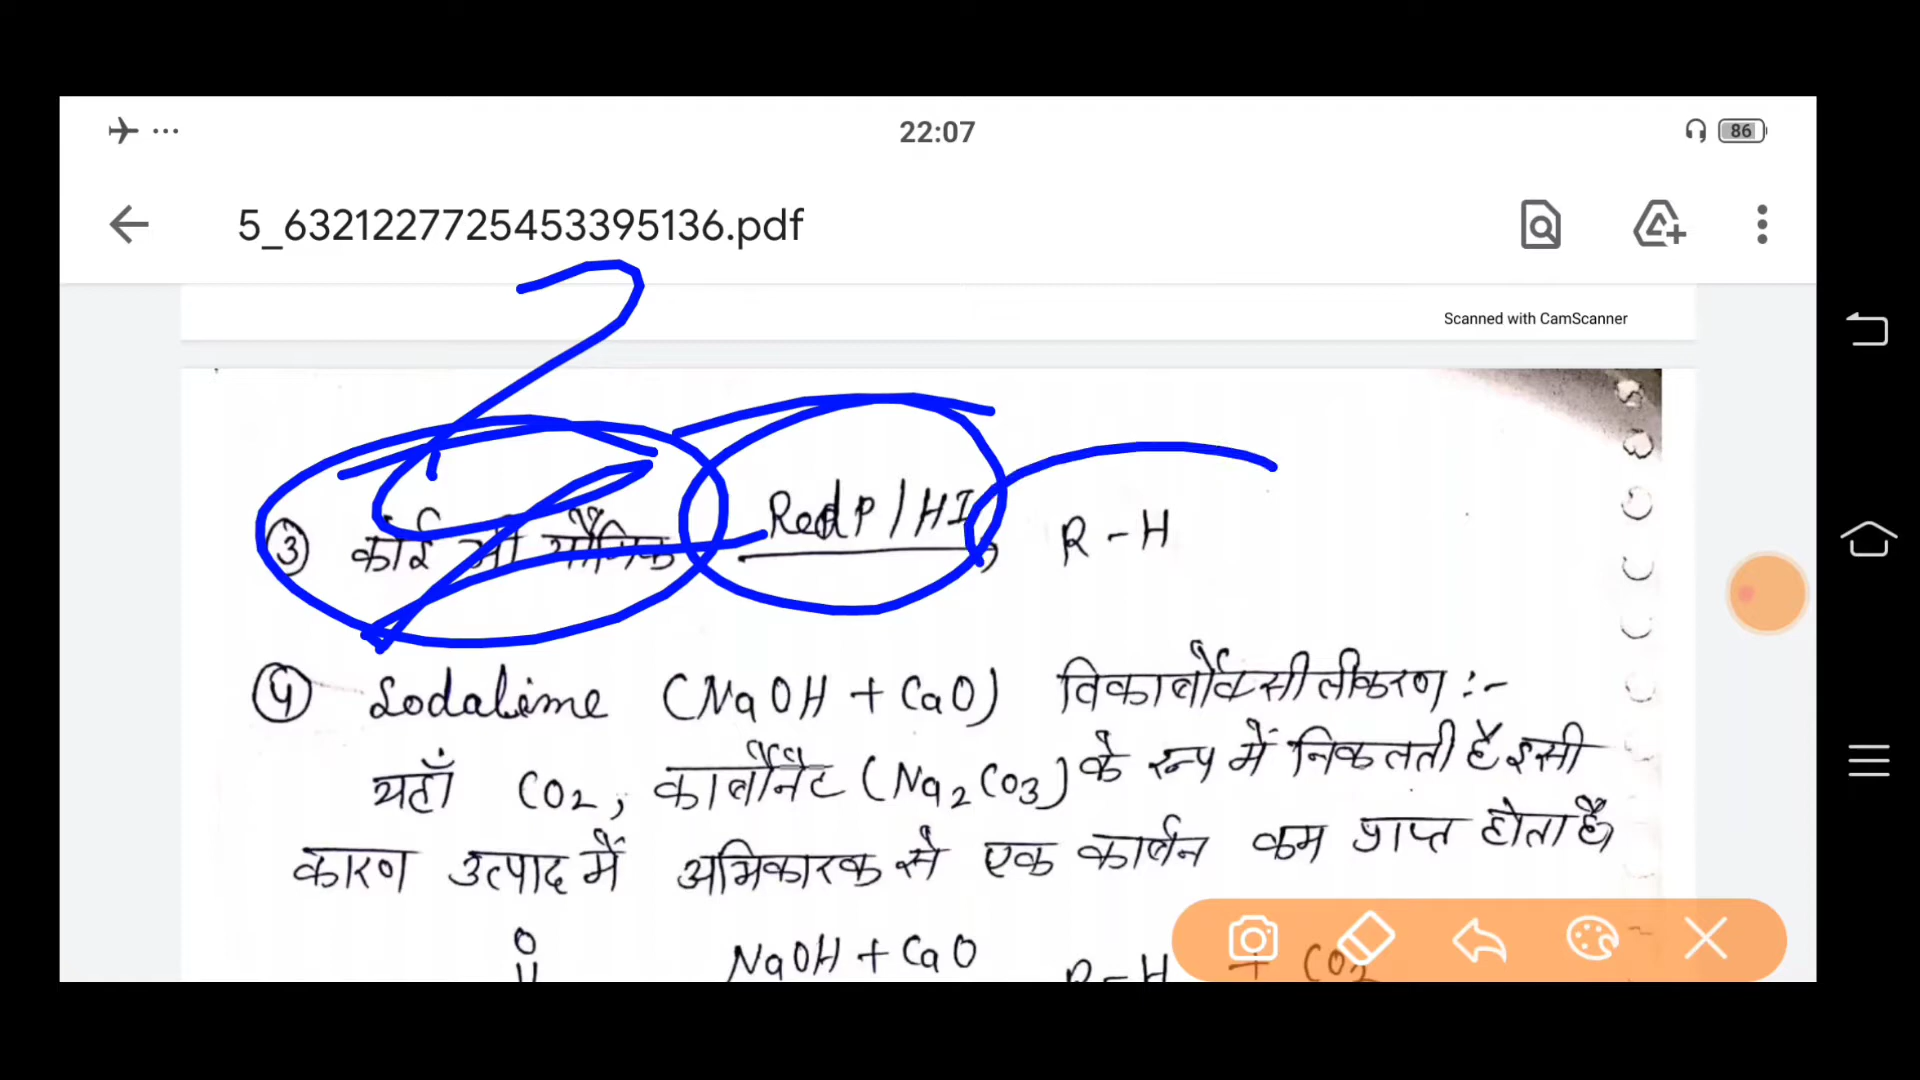 22:07
86
5_6321227725453395136.pdf
Scanned with CamScanner
③ कोई भी यौगिक Red P / HI R - H
④ Sodalime (NaOH + CaO) विकार्बोक्सीलीकरण :-
यहाँ CO2, कार्बोनेट (Na2CO3) के रूप में निकलती है इसी
कारण उत्पाद में अभिकारक से एक कार्बन कम प्राप्त होता है
O
NaOH + CaO
R - H + CO2